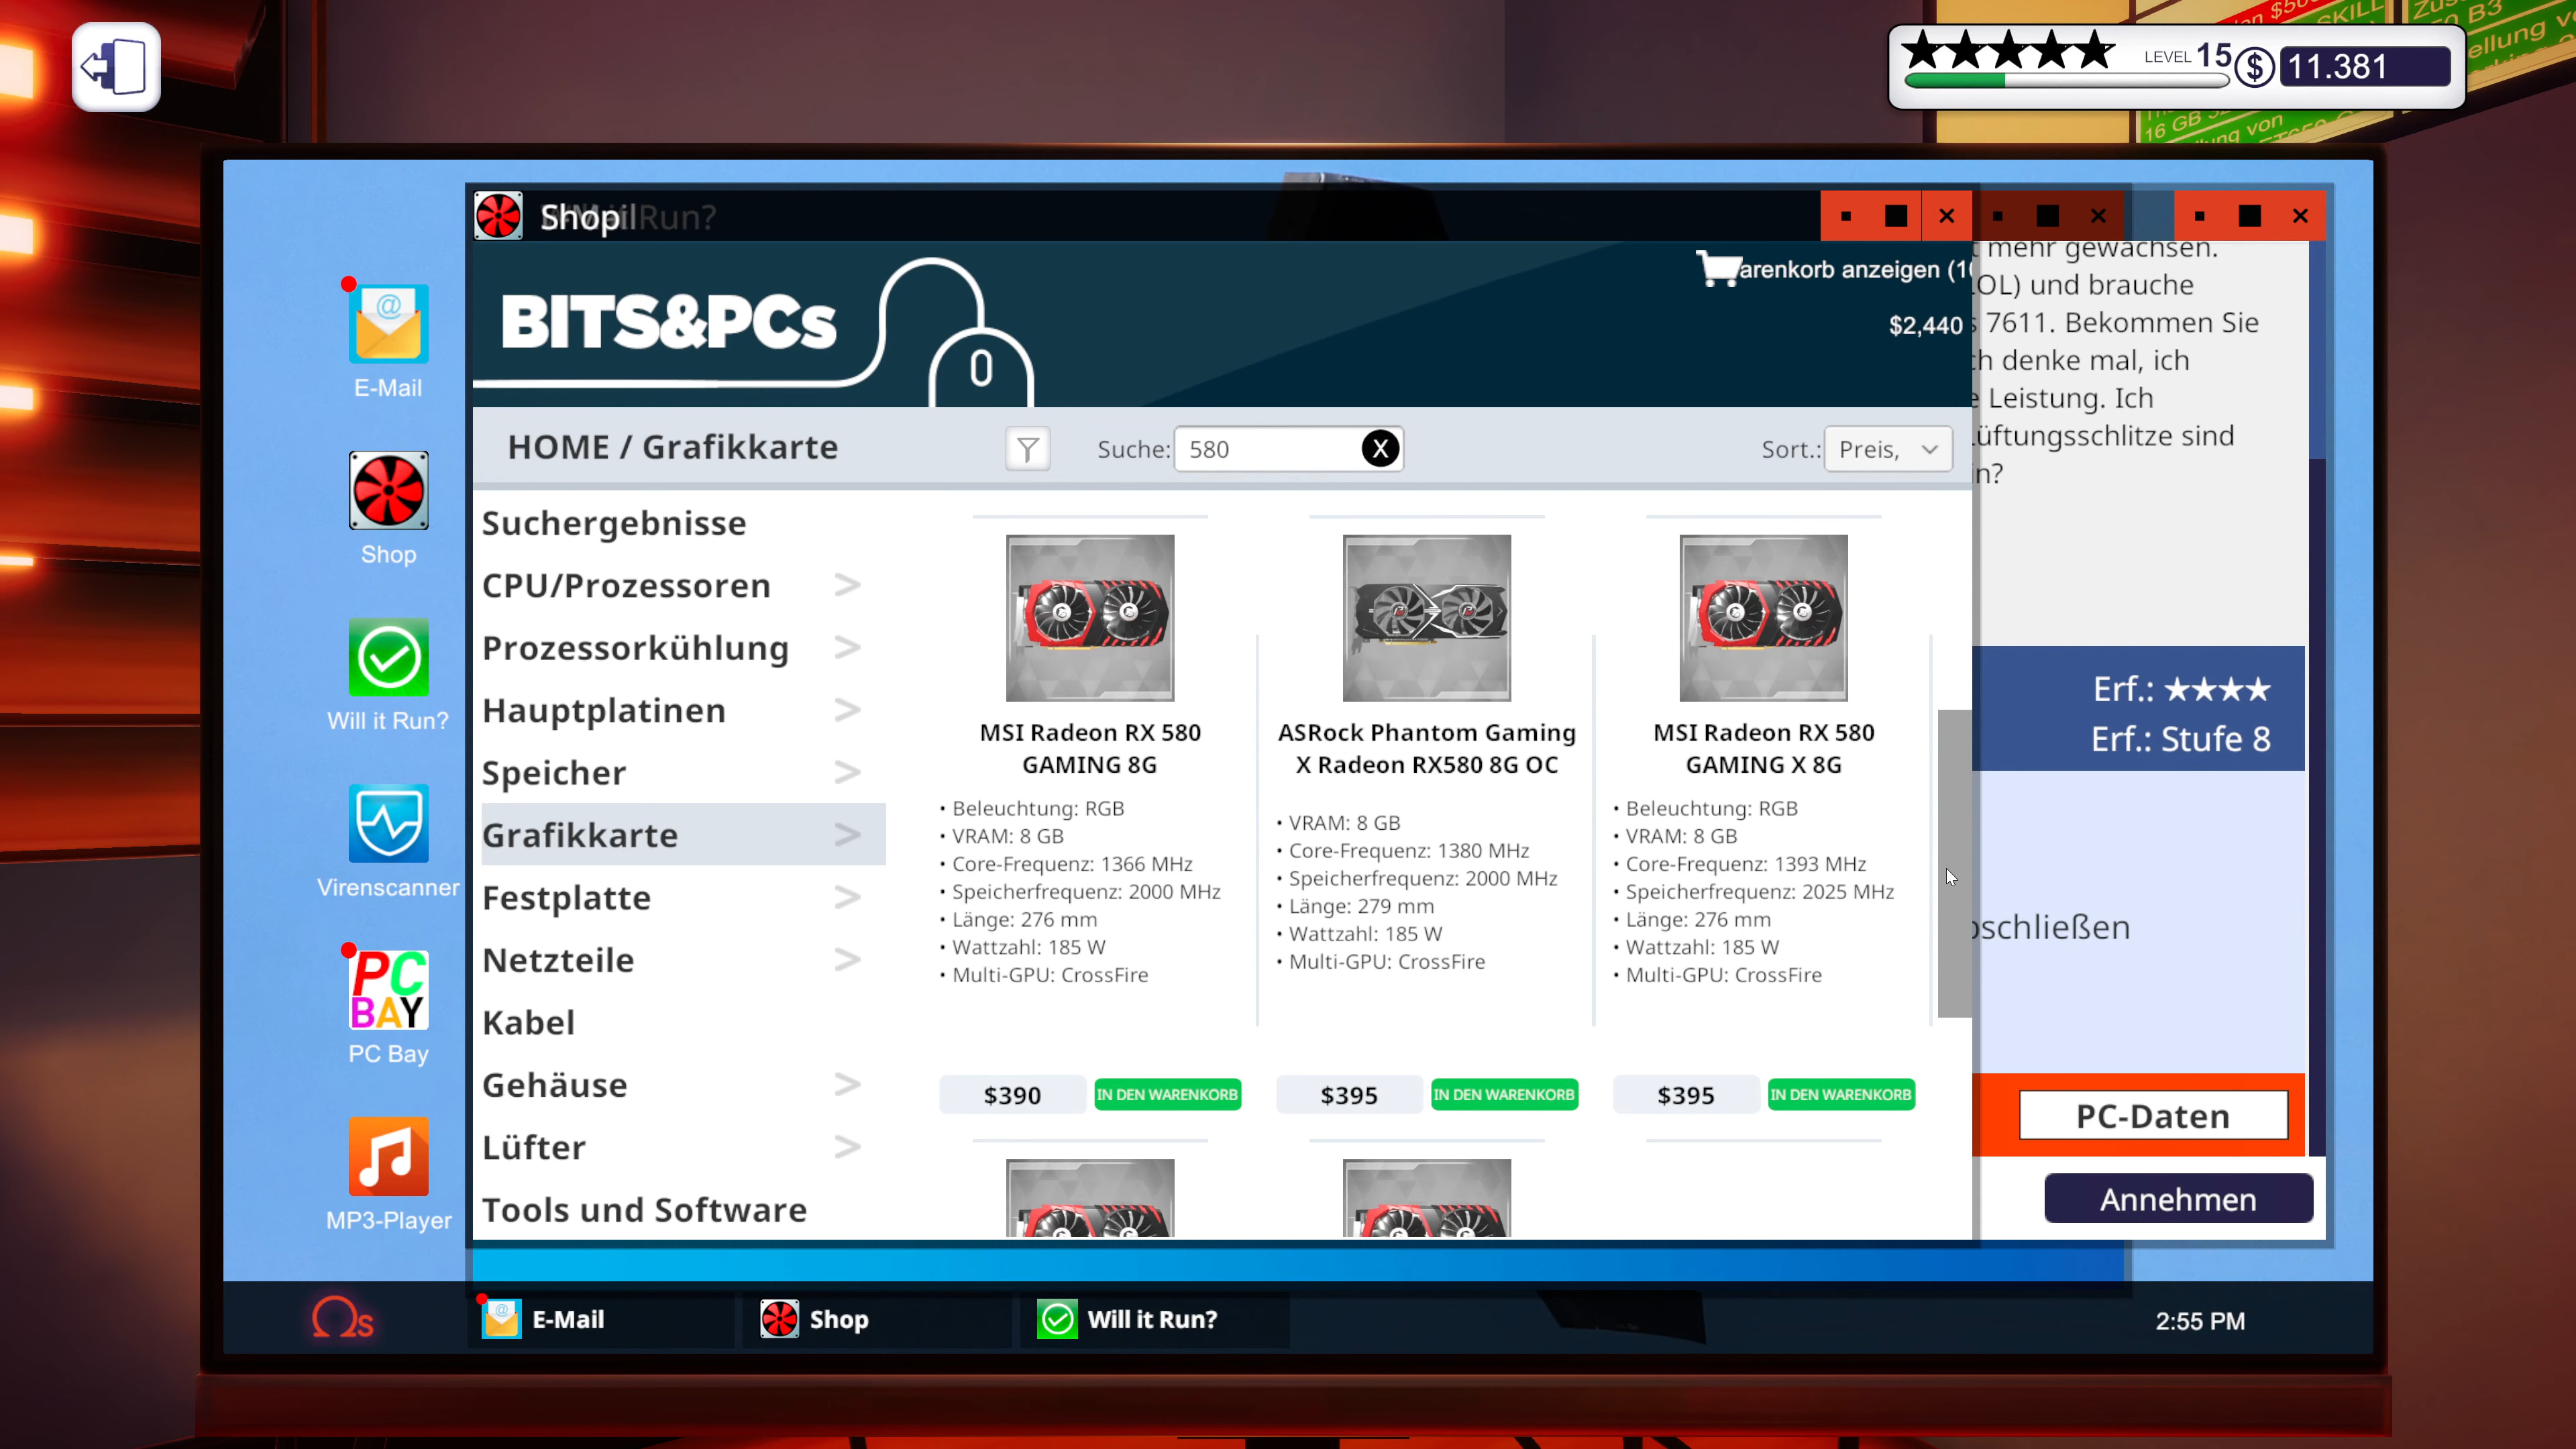 LEVEL 15
$ 11.381
Shop
BITS&PCs
arenkorb anzeigen (1
$2,440
HOME / Grafikkarte
Suche: 580 X
Sort.: Preis,
Suchergebnisse
CPU/Prozessoren >
Prozessorkühlung >
Hauptplatinen >
Speicher >
Grafikkarte >
Festplatte >
Netzteile >
Kabel
Gehäuse >
Lüfter >
Tools und Software
MSI Radeon RX 580
GAMING 8G
• Beleuchtung: RGB
• VRAM: 8 GB
• Core-Frequenz: 1366 MHz
• Speicherfrequenz: 2000 MHz
• Länge: 276 mm
• Wattzahl: 185 W
• Multi-GPU: CrossFire
$390
IN DEN WARENKORB
ASRock Phantom Gaming
X Radeon RX580 8G OC
• VRAM: 8 GB
• Core-Frequenz: 1380 MHz
• Speicherfrequenz: 2000 MHz
• Länge: 279 mm
• Wattzahl: 185 W
• Multi-GPU: CrossFire
$395
IN DEN WARENKORB
MSI Radeon RX 580
GAMING X 8G
• Beleuchtung: RGB
• VRAM: 8 GB
• Core-Frequenz: 1393 MHz
• Speicherfrequenz: 2025 MHz
• Länge: 276 mm
• Wattzahl: 185 W
• Multi-GPU: CrossFire
$395
IN DEN WARENKORB
mehr gewachsen.
OL) und brauche
7611. Bekommen Sie
ch denke mal, ich
e Leistung. Ich
üftungsschlitze sind
n?
Erf.: ★★★★
Erf.: Stufe 8
schließen
PC-Daten
Annehmen
E-Mail
Shop
Will it Run?
Virenscanner
PC
BAY
PC Bay
MP3-Player
Ωs
E-Mail
Shop
Will it Run?
2:55 PM